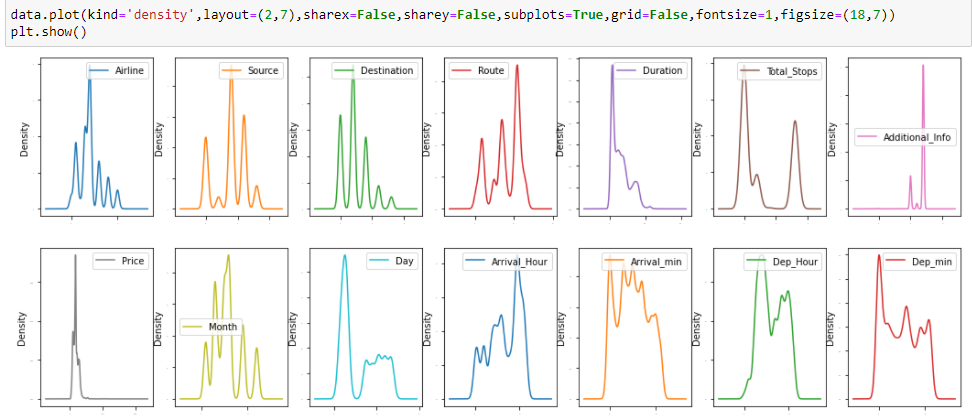 data.plot(kind='density',layout=(2,7),sharex=False,sharey=False,subplots=True,grid=False,fontsize=1,figsize=(18,7))
plt.show()
Airline
Source
Destination
Route
Duration
Total_Stops
Additional_Info
Density
Density
Density
Density
Density
Density
Density
Price
Month
Day
Arrival_Hour
Arrival_min
Dep_Hour
Dep_min
Density
Density
Density
Density
Density
Density
Density